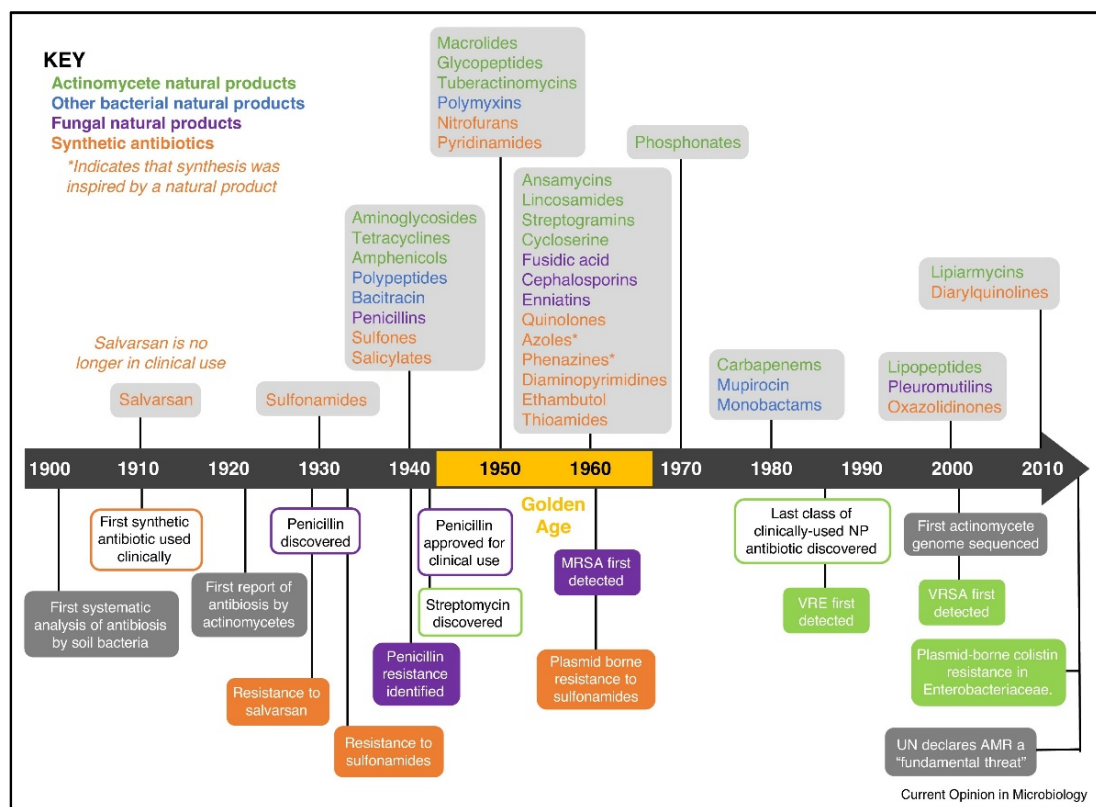 KEY
Actinomycete natural products
Other bacterial natural products
Fungal natural products
Synthetic antibiotics
*Indicates that synthesis was
inspired by a natural product
Salvarsan is no
longer in clinical use
Salvarsan
Sulfonamides
Aminoglycosides
Tetracyclines
Amphenicols
Polypeptides
Bacitracin
Penicillins
Sulfones
Salicylates
Macrolides
Glycopeptides
Tuberactinomycins
Polymyxins
Nitrofurans
Pyridinamides
Ansamycins
Lincosamides
Streptogramins
Cycloserine
Fusidic acid
Cephalosporins
Enniatins
Quinolones
Azoles*
Phenazines*
Diaminopyrimidines
Ethambutol
Thioamides
Phosphonates
Carbapenems
Mupirocin
Monobactams
Lipopeptides
Pleuromutilins
Oxazolidinones
Lipiarmycins
Diarylquinolines
1900 1910 1920 1930 1940 1950 1960 1970 1980 1990 2000 2010
Golden
Age
First systematic
analysis of antibiosis
by soil bacteria
First synthetic
antibiotic used
clinically
First report of
antibiosis by
actinomycetes
Penicillin
discovered
Resistance to
salvarsan
Resistance to
sulfonamides
Penicillin
resistance
identified
Penicillin
approved for
clinical use
Streptomycin
discovered
MRSA first
detected
Plasmid borne
resistance to
sulfonamides
Last class of
clinically-used NP
antibiotic discovered
VRE first
detected
First actinomycete
genome sequenced
VRSA first
detected
Plasmid-borne colistin
resistance in
Enterobacteriaceae.
UN declares AMR a
“fundamental threat”
Current Opinion in Microbiology